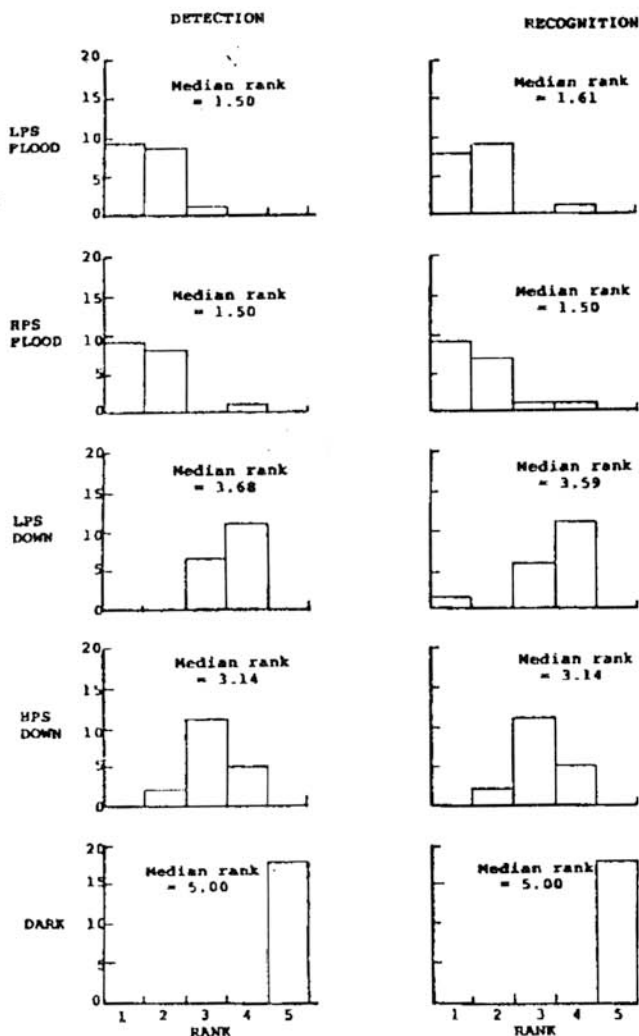 DETECTION
RECOGNITION
LPS
FLOOD
20
15
10
5
0
Median rank
= 1.50
Median rank
= 1.61
HPS
FLOOD
20
15
10
5
0
Median rank
= 1.50
Median rank
= 1.50
LPS
DOWN
20
15
10
5
0
Median rank
= 3.68
Median rank
= 3.59
HPS
DOWN
20
15
10
5
0
Median rank
= 3.14
Median rank
= 3.14
DARK
20
15
10
5
0
Median rank
= 5.00
Median rank
= 5.00
1 2 3 4 5
RANK
1 2 3 4 5
RANK